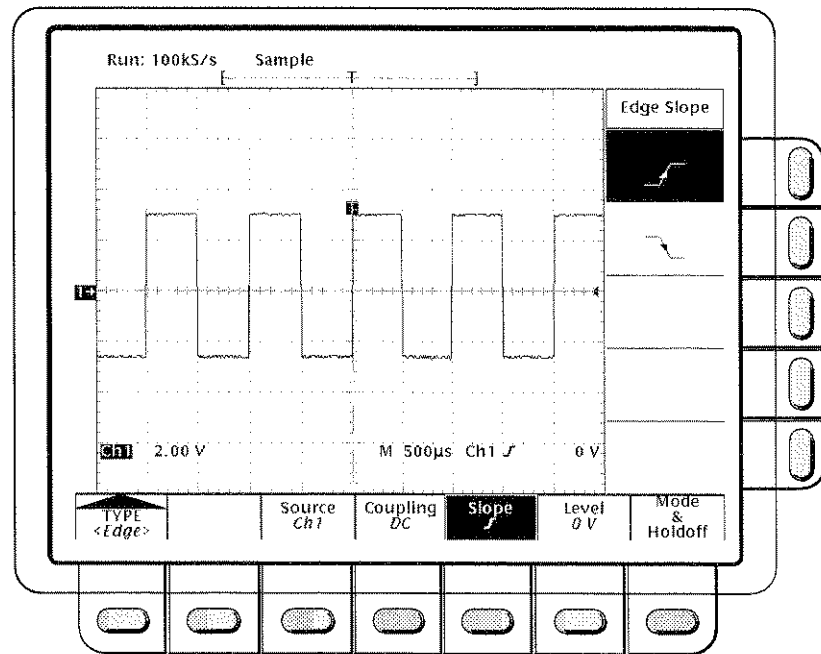 Run: 100kS/s Sample
[ T ]
Edge Slope
T
1→
Ch1 2.00 V M 500µs Ch1 ƒ 0 V
TYPE
<Edge>
Source
Ch1
Coupling
DC
Slope
ƒ
Level
0 V
Mode
&
Holdoff